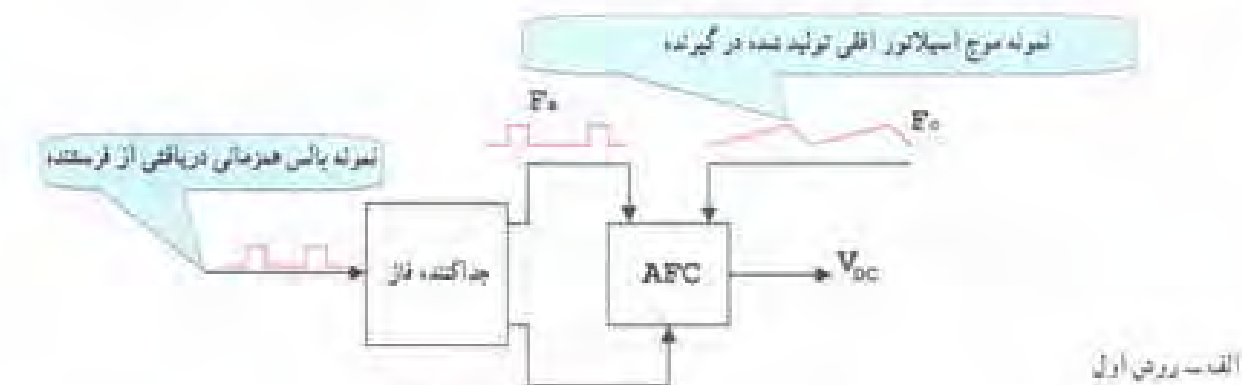 نمونه موج اسیلاتور افقی تولید شده در گیرنده
Fs
Fo
نمونه پالس همزمانی دریافتی از فرستنده
جداکننده فاز
AFC
VDC
الف – روش اول